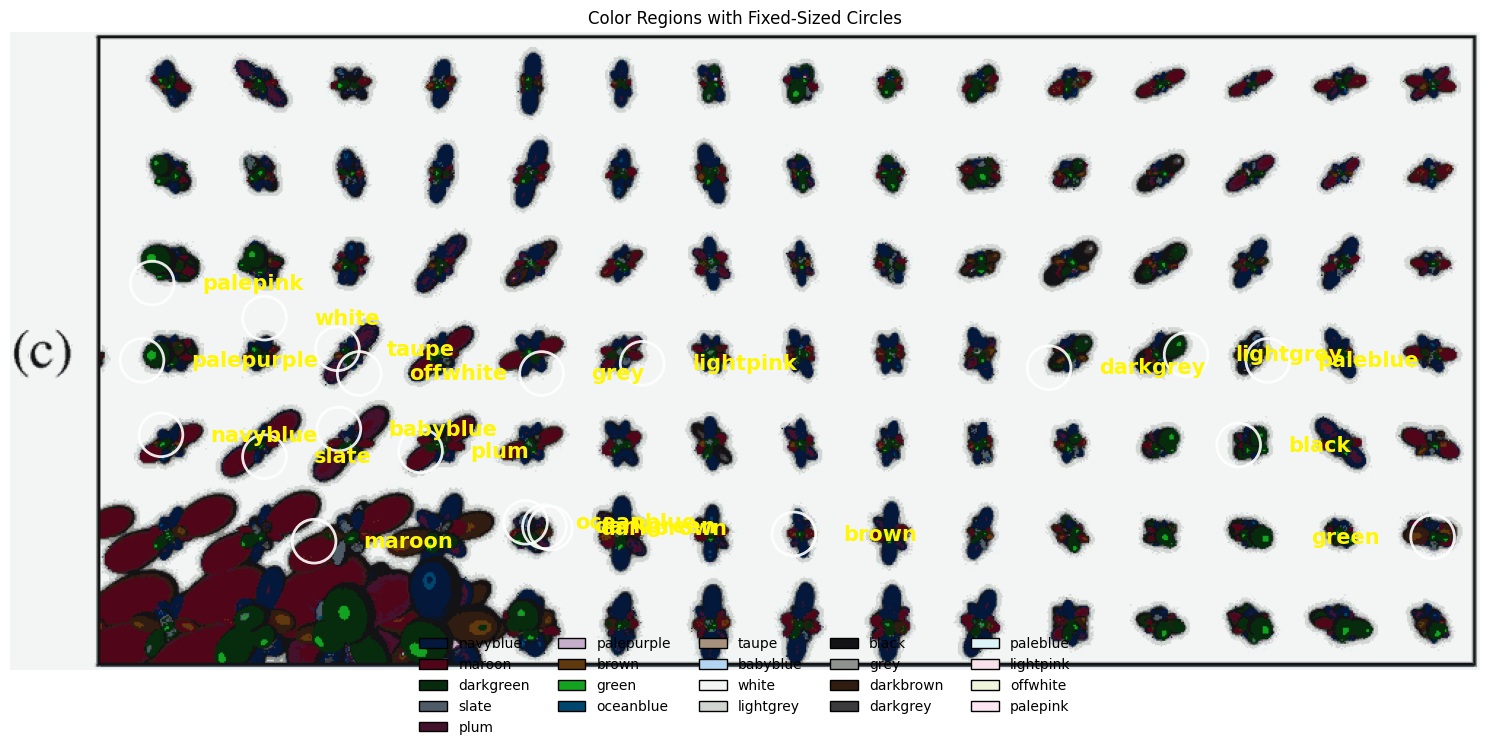 Color Regions with Fixed-Sized Circles
palepink
white
(c)
palepurple
taupe
offwhite
grey
lightpink
darkgrey
lightgrey
paleblue
navyblue
slate
babyblue
plum
black
maroon
oceanblue
brown
green
navyblue
maroon
darkgreen
slate
plum
palepurple
brown
green
oceanblue
taupe
babyblue
white
lightgrey
black
grey
darkbrown
darkgrey
paleblue
lightpink
offwhite
palepink